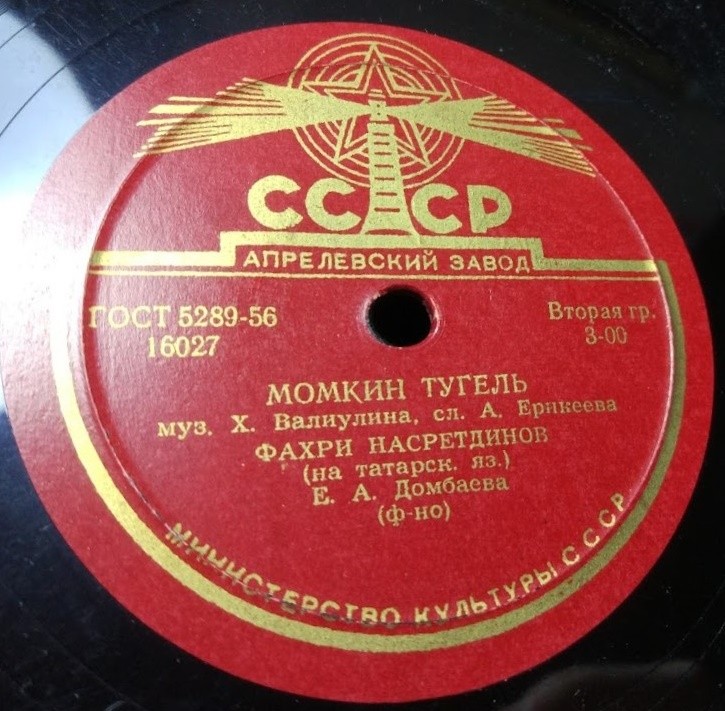 СССР
АПРЕЛЕВСКИЙ ЗАВОД
ГОСТ 5289-56
16027
Вторая гр.
3-00
МОМКИН ТУГЕЛЬ
муз. Х. Валиулина, сл. А. Ерикеева
ФАХРИ НАСРЕТДИНОВ
(на татарск. яз.)
Е. А. Домбаева
(ф-но)
МИНИСТЕРСТВО КУЛЬТУРЫ СССР